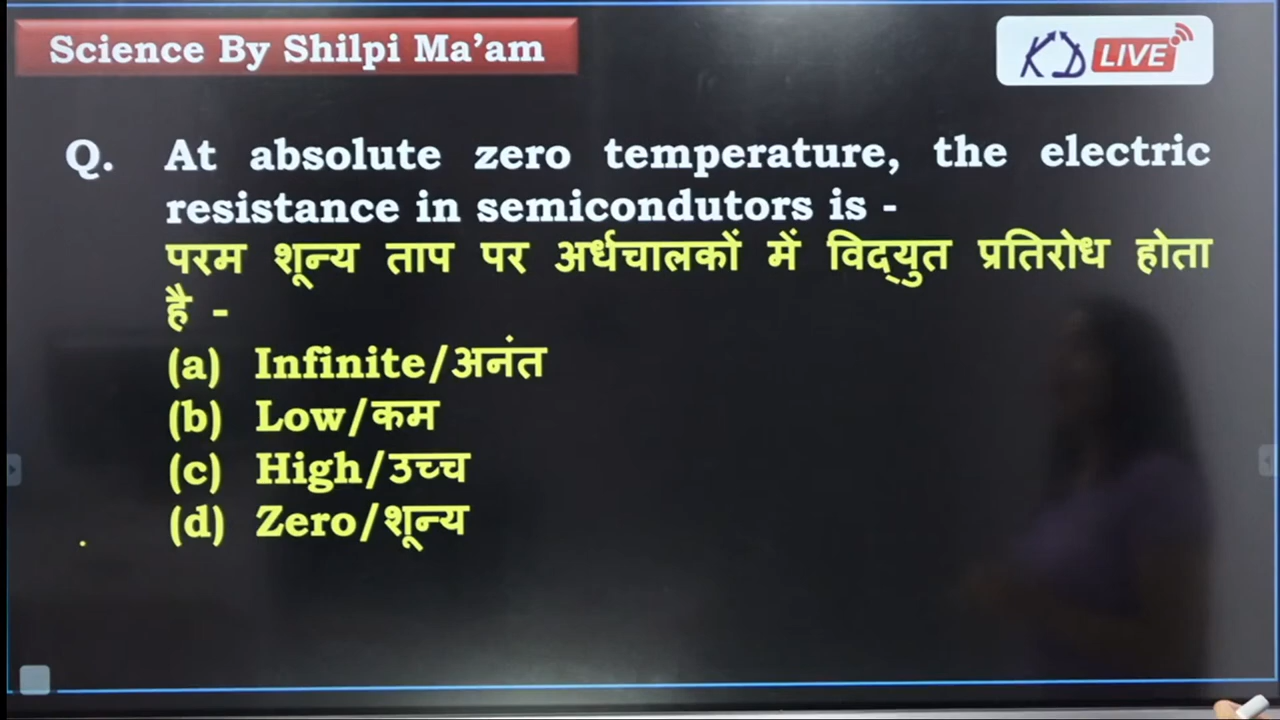 Science By Shilpi Ma’am
KD LIVE
Q. At absolute zero temperature, the electric
resistance in semicondutors is -
परम शून्य ताप पर अर्धचालकों में विद्युत प्रतिरोध होता
है -
(a) Infinite/अनंत
(b) Low/कम
(c) High/उच्च
(d) Zero/शून्य